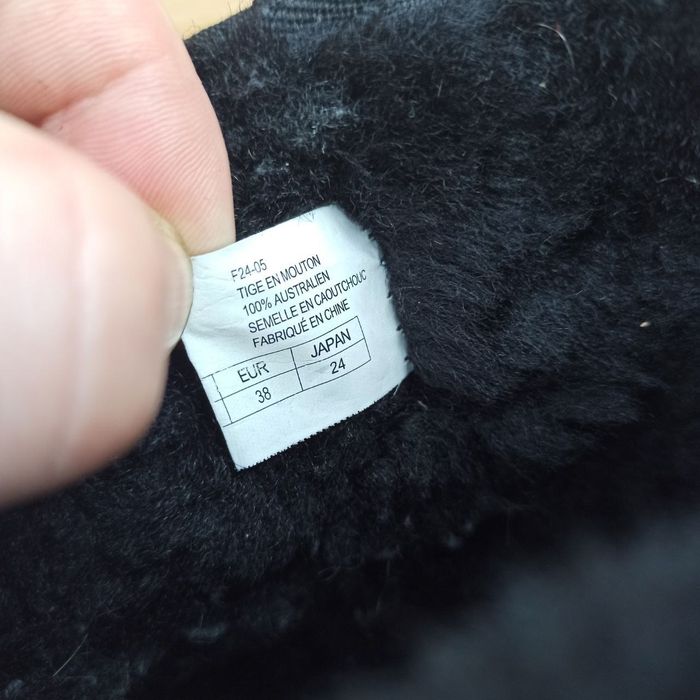 F24-05
TIGE EN MOUTON
100% AUSTRALIEN
SEMELLE EN CAOUTCHOUC
FABRIQUÉ EN CHINE
EUR JAPAN
38 24